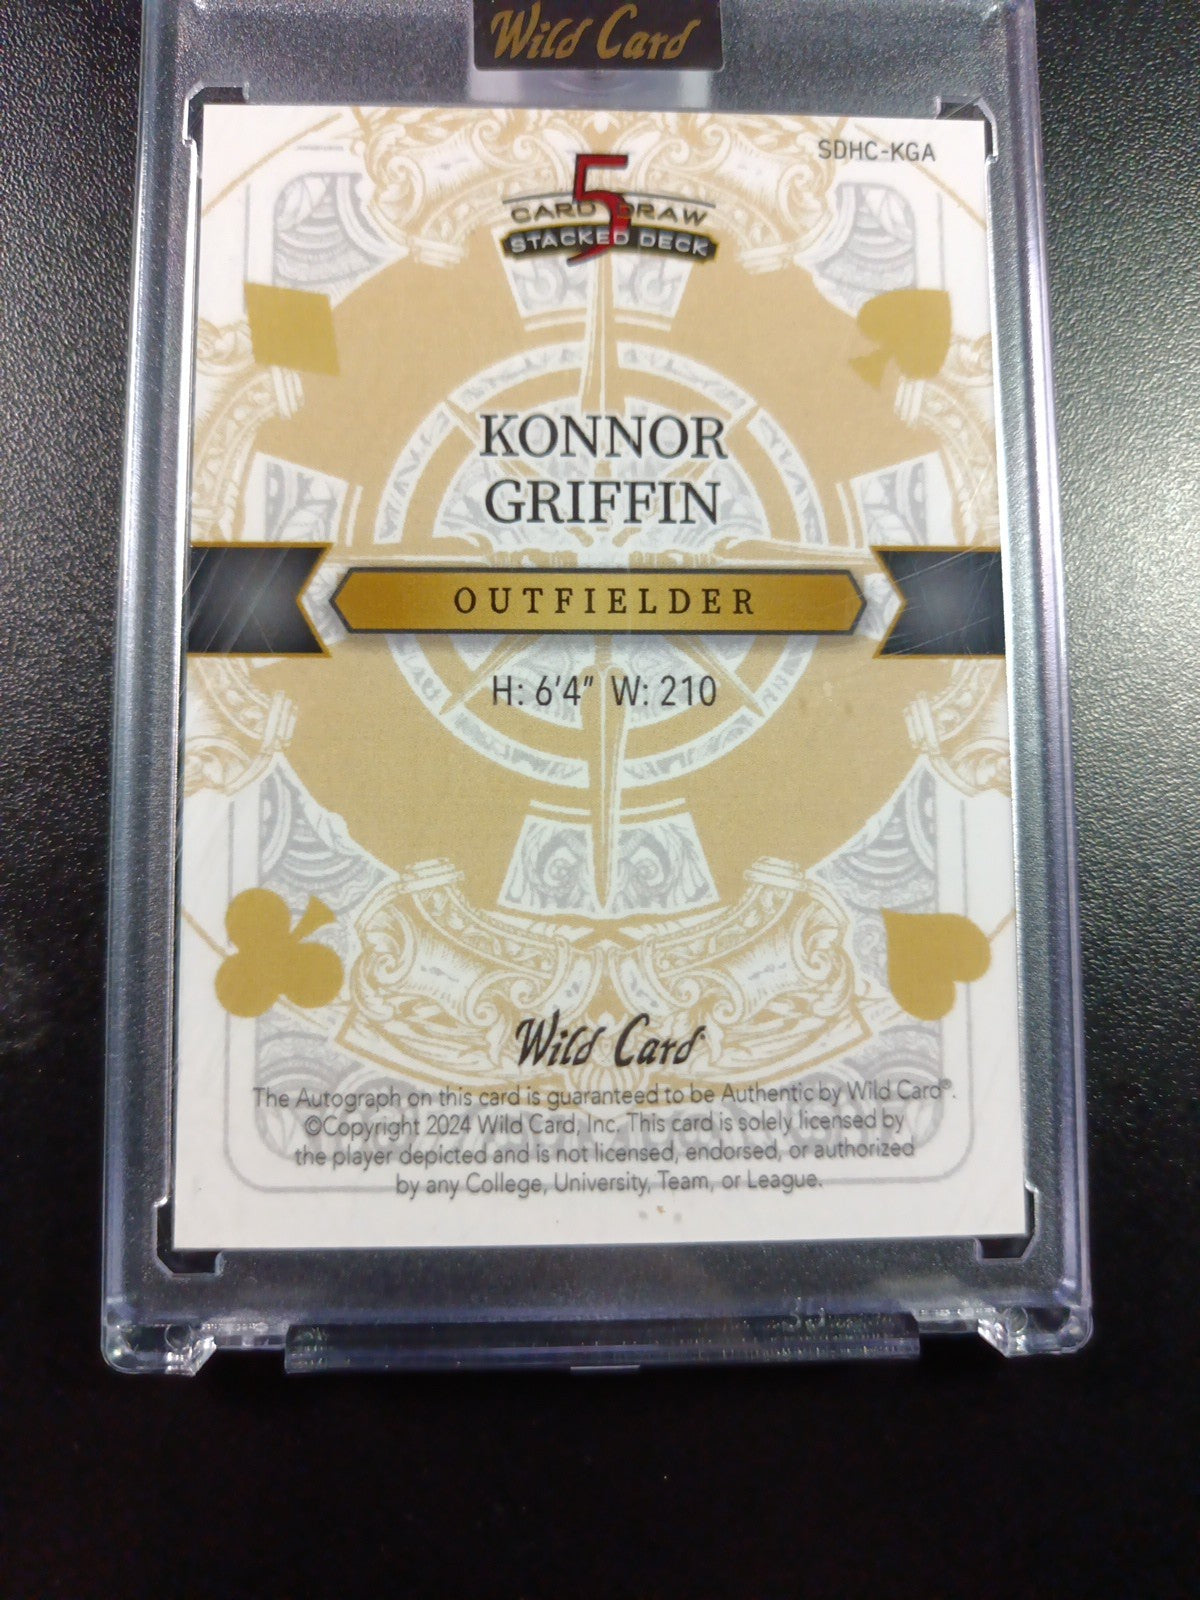 Wild Card
SDHC-KGA
5
CARD DRAW
STACKED DECK
KONNOR
GRIFFIN
OUTFIELDER
H: 6'4" W: 210
Wild Card
The Autograph on this card is guaranteed to be Authentic by Wild Card®.
©Copyright 2024 Wild Card, Inc. This card is solely licensed by
the player depicted and is not licensed, endorsed, or authorized
by any College, University, Team, or League.